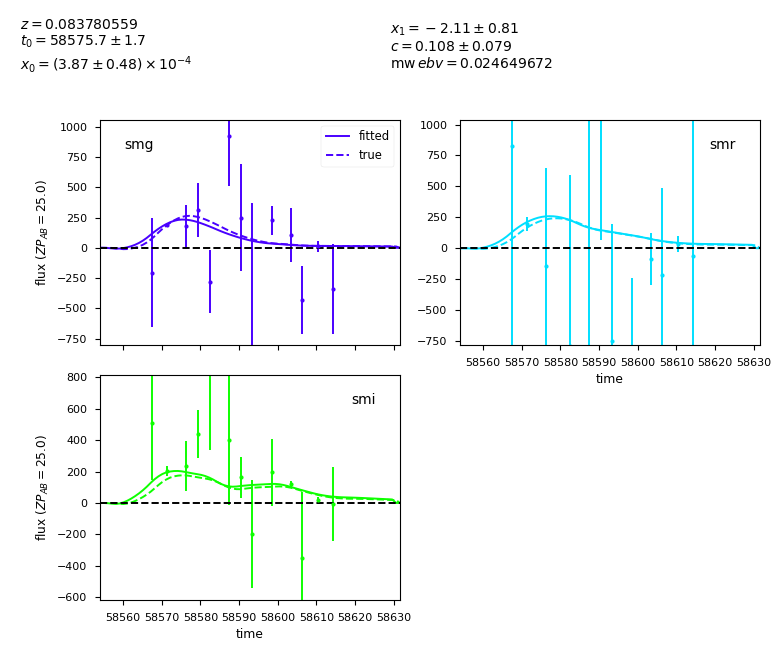 z = 0.083780559
t₀ = 58575.7 ± 1.7
x₀ = (3.87 ± 0.48) × 10⁻⁴
x₁ = −2.11 ± 0.81
c = 0.108 ± 0.079
mw ebv = 0.024649672
smg
fitted
true
1000
750
500
250
0
−250
−500
−750
flux (ZP_AB = 25.0)
smr
1000
750
500
250
0
−250
−500
−750
58560 58570 58580 58590 58600 58610 58620 58630
time
smi
800
600
400
200
0
−200
−400
−600
flux (ZP_AB = 25.0)
58560 58570 58580 58590 58600 58610 58620 58630
time